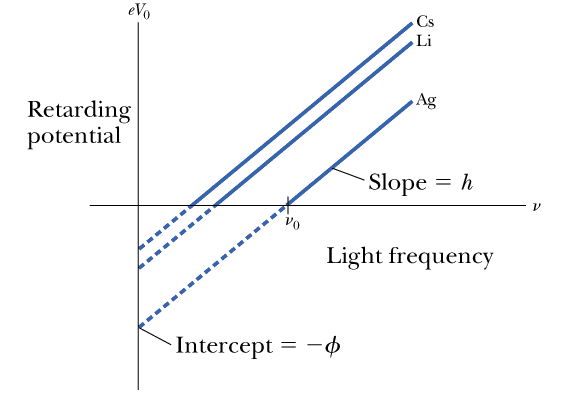 eV₀
Cs
Li
Ag
Retarding
potential
Slope = h
ν
ν₀
Light frequency
Intercept = −ϕ